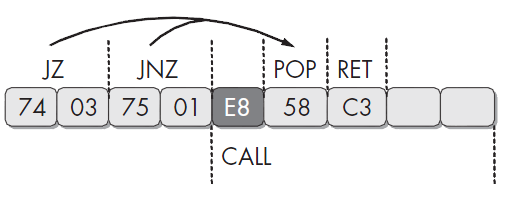 JZ JNZ POP RET
74 03 75 01 E8 58 C3
CALL